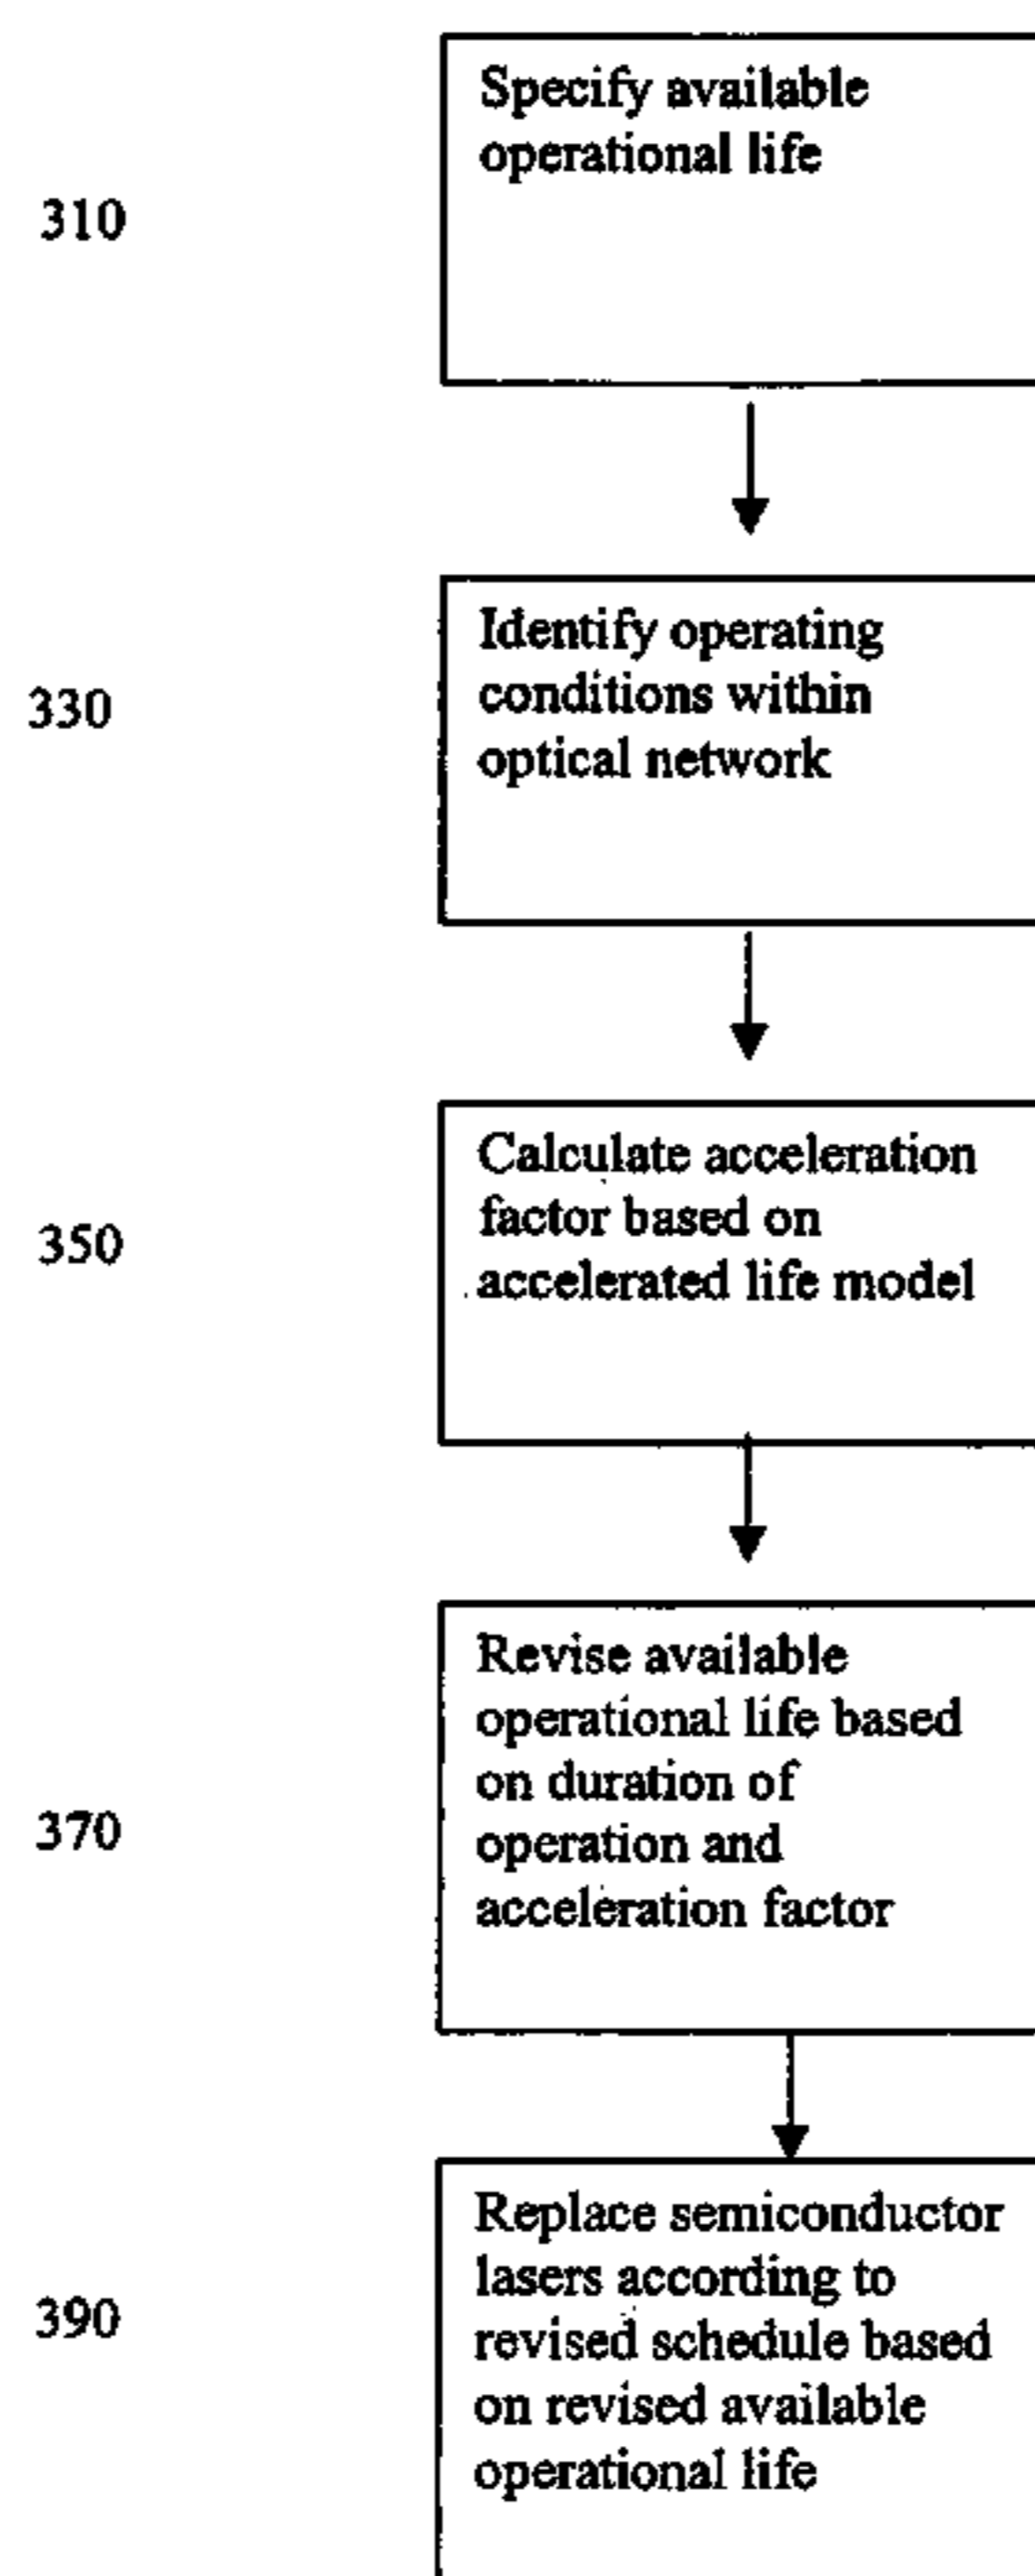 310
Specify available
operational life
330
Identify operating
conditions within
optical network
350
Calculate acceleration
factor based on
accelerated life model
370
Revise available
operational life based
on duration of
operation and
acceleration factor
390
Replace semiconductor
lasers according to
revised schedule based
on revised available
operational life